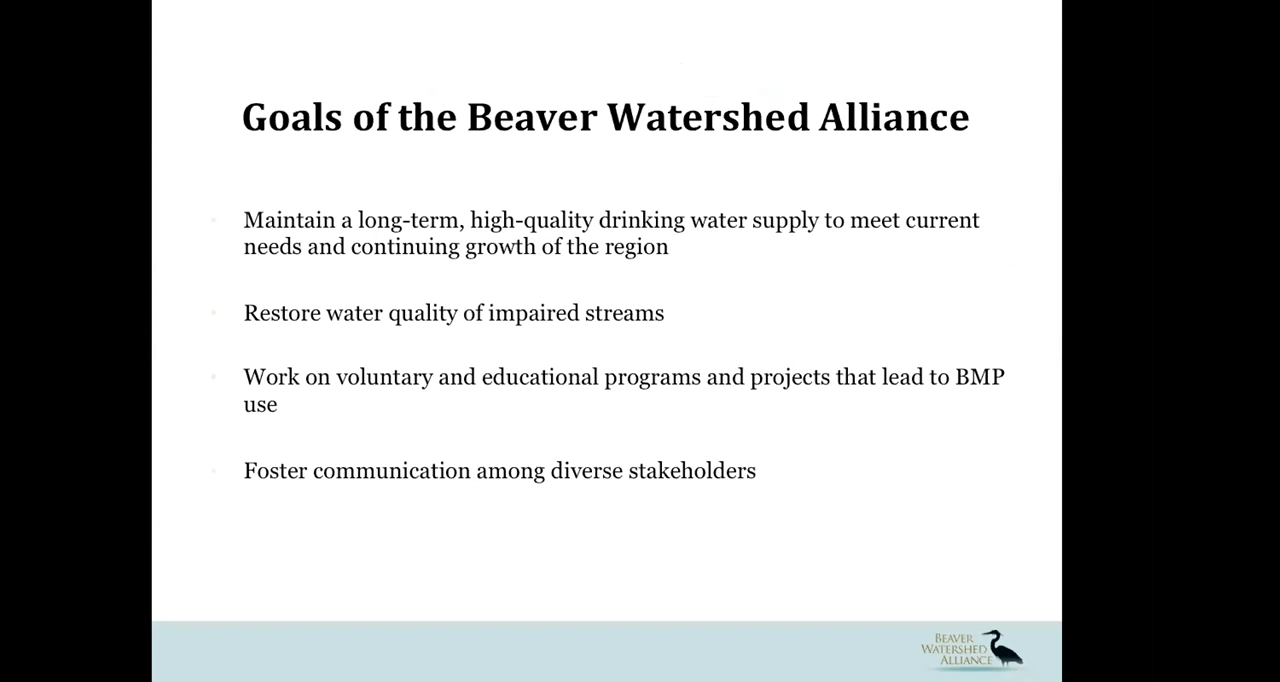 Goals of the Beaver Watershed Alliance
Maintain a long-term, high-quality drinking water supply to meet current
needs and continuing growth of the region
Restore water quality of impaired streams
Work on voluntary and educational programs and projects that lead to BMP
use
Foster communication among diverse stakeholders
BEAVER
WATERSHED
ALLIANCE